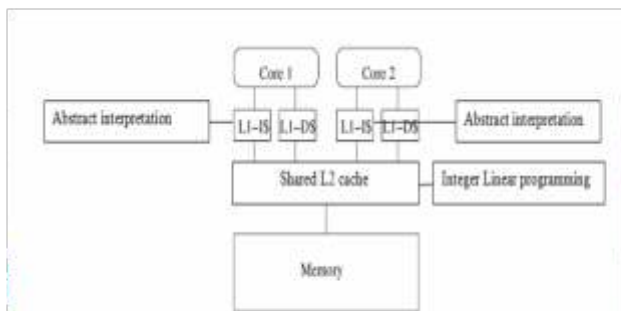 Core 1 Core 2
Abstract interpretation L1-IS L1-DS L1-IS L1-DS Abstract interpretation
Shared L2 cache Integer Linear programming
Memory